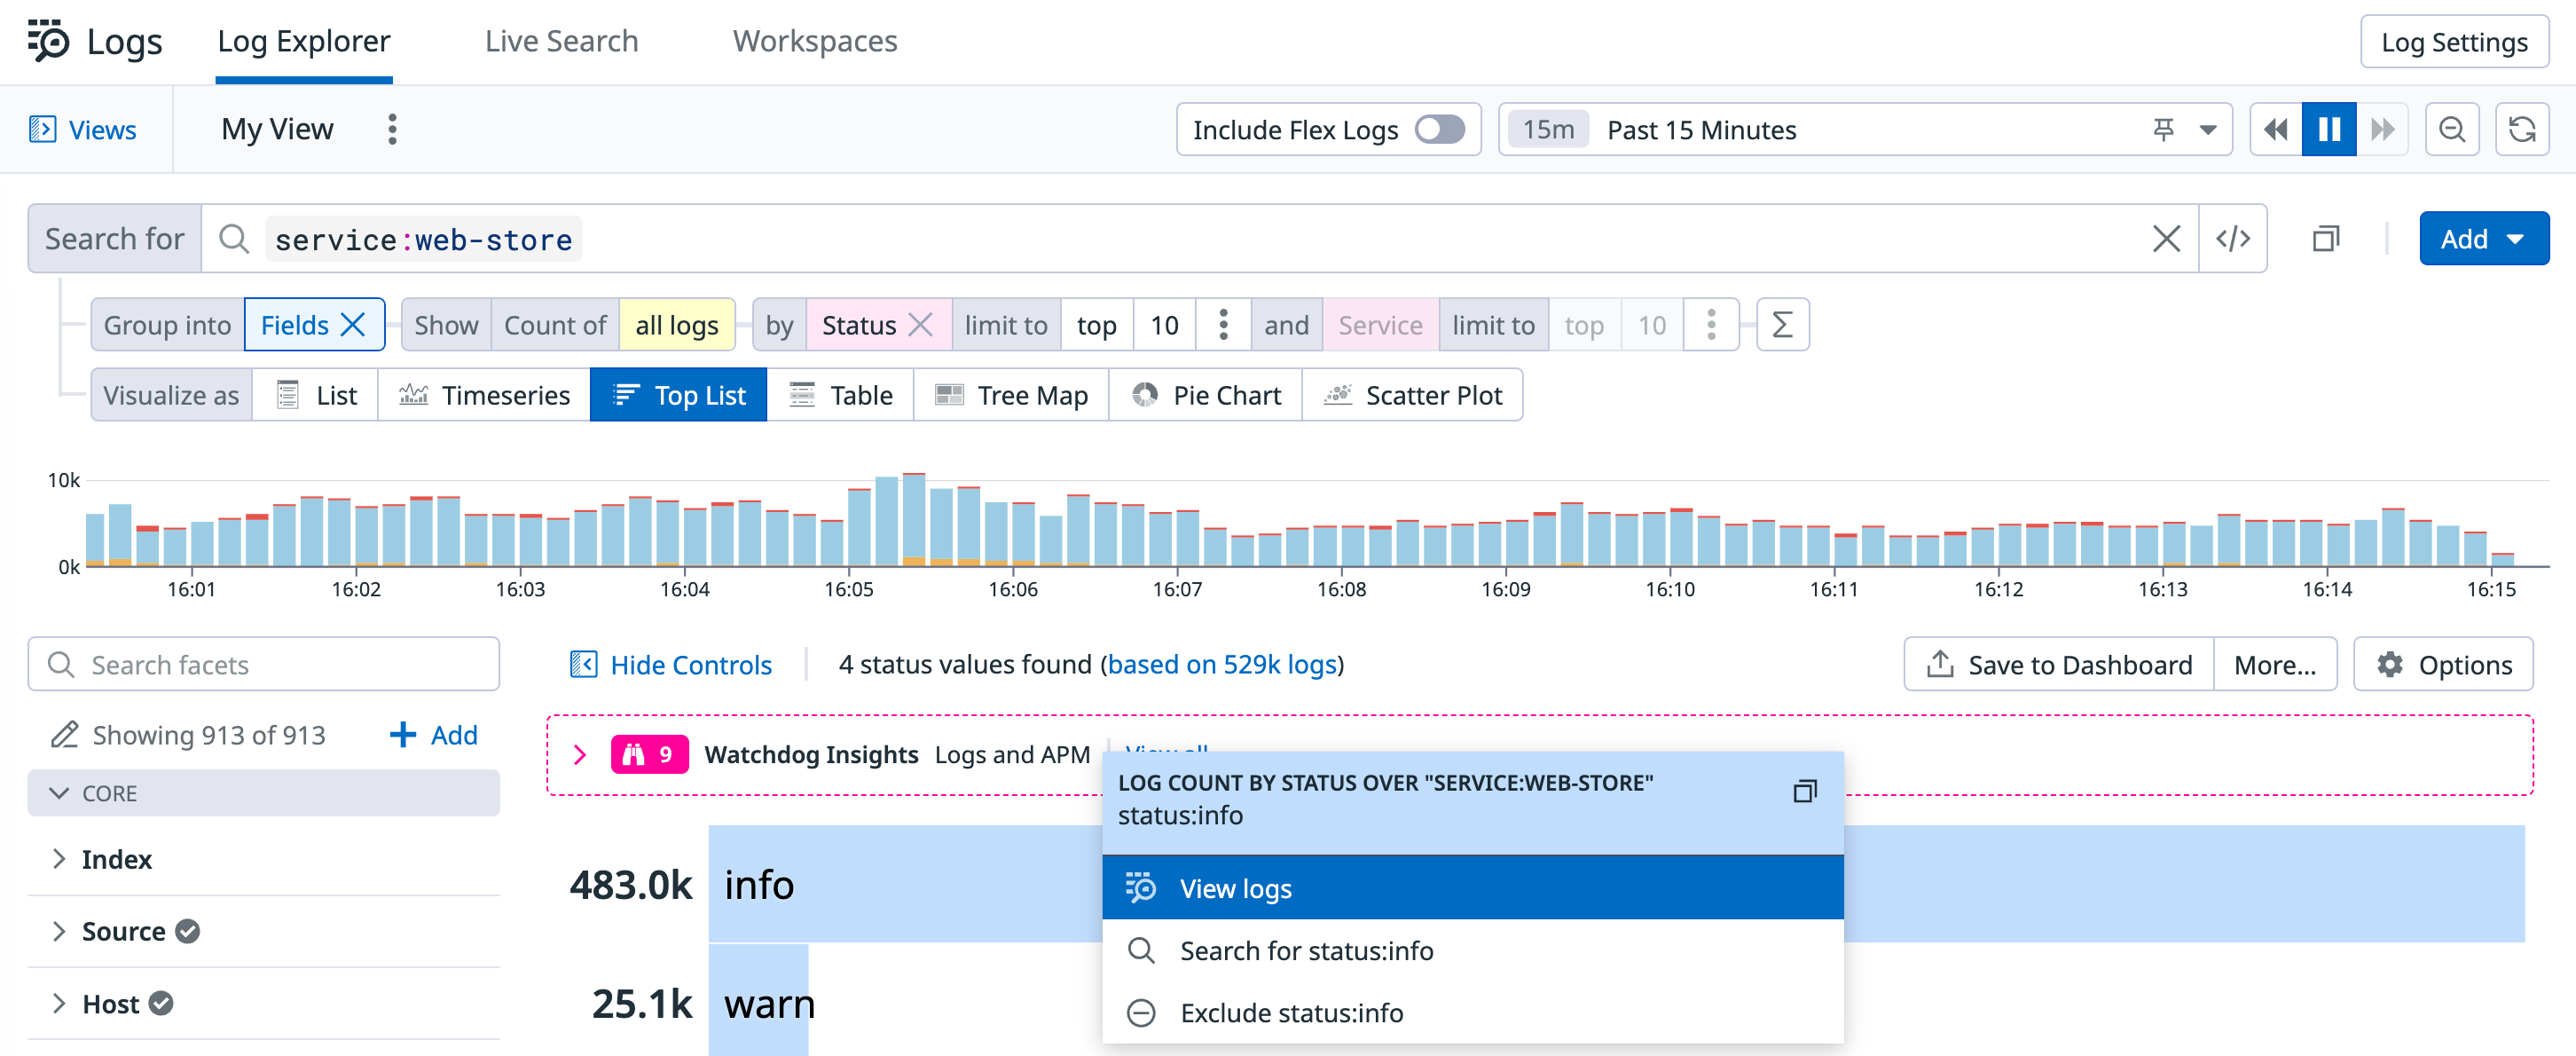 Logs Log Explorer Live Search Workspaces Log Settings
Views My View Include Flex Logs 15m Past 15 Minutes
Search for service:web-store </> Add
Group into Fields Show Count of all logs by Status limit to top 10 and Service limit to top 10 Σ
Visualize as List Timeseries Top List Table Tree Map Pie Chart Scatter Plot
10k
0k
16:01 16:02 16:03 16:04 16:05 16:06 16:07 16:08 16:09 16:10 16:11 16:12 16:13 16:14 16:15
Search facets Hide Controls 4 status values found (based on 529k logs) Save to Dashboard More... Options
Showing 913 of 913 Add
9 Watchdog Insights Logs and APM View all
CORE
Index
Source
Host
LOG COUNT BY STATUS OVER "SERVICE:WEB-STORE"
status:info
View logs
Search for status:info
Exclude status:info
483.0k info
25.1k warn